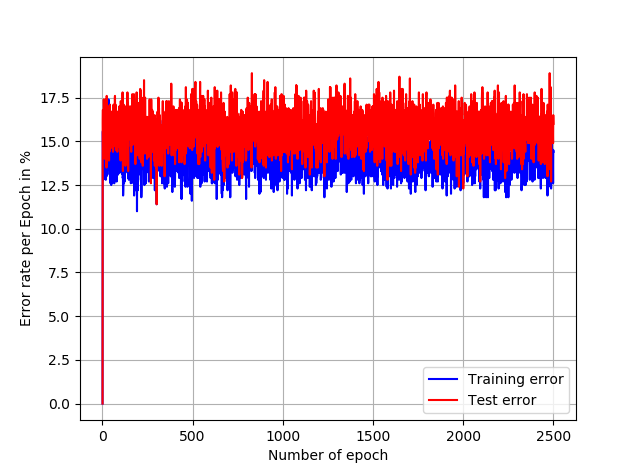 17.5
15.0
12.5
10.0
7.5
5.0
2.5
0.0
Error rate per Epoch in %
0 500 1000 1500 2000 2500
Number of epoch
Training error
Test error